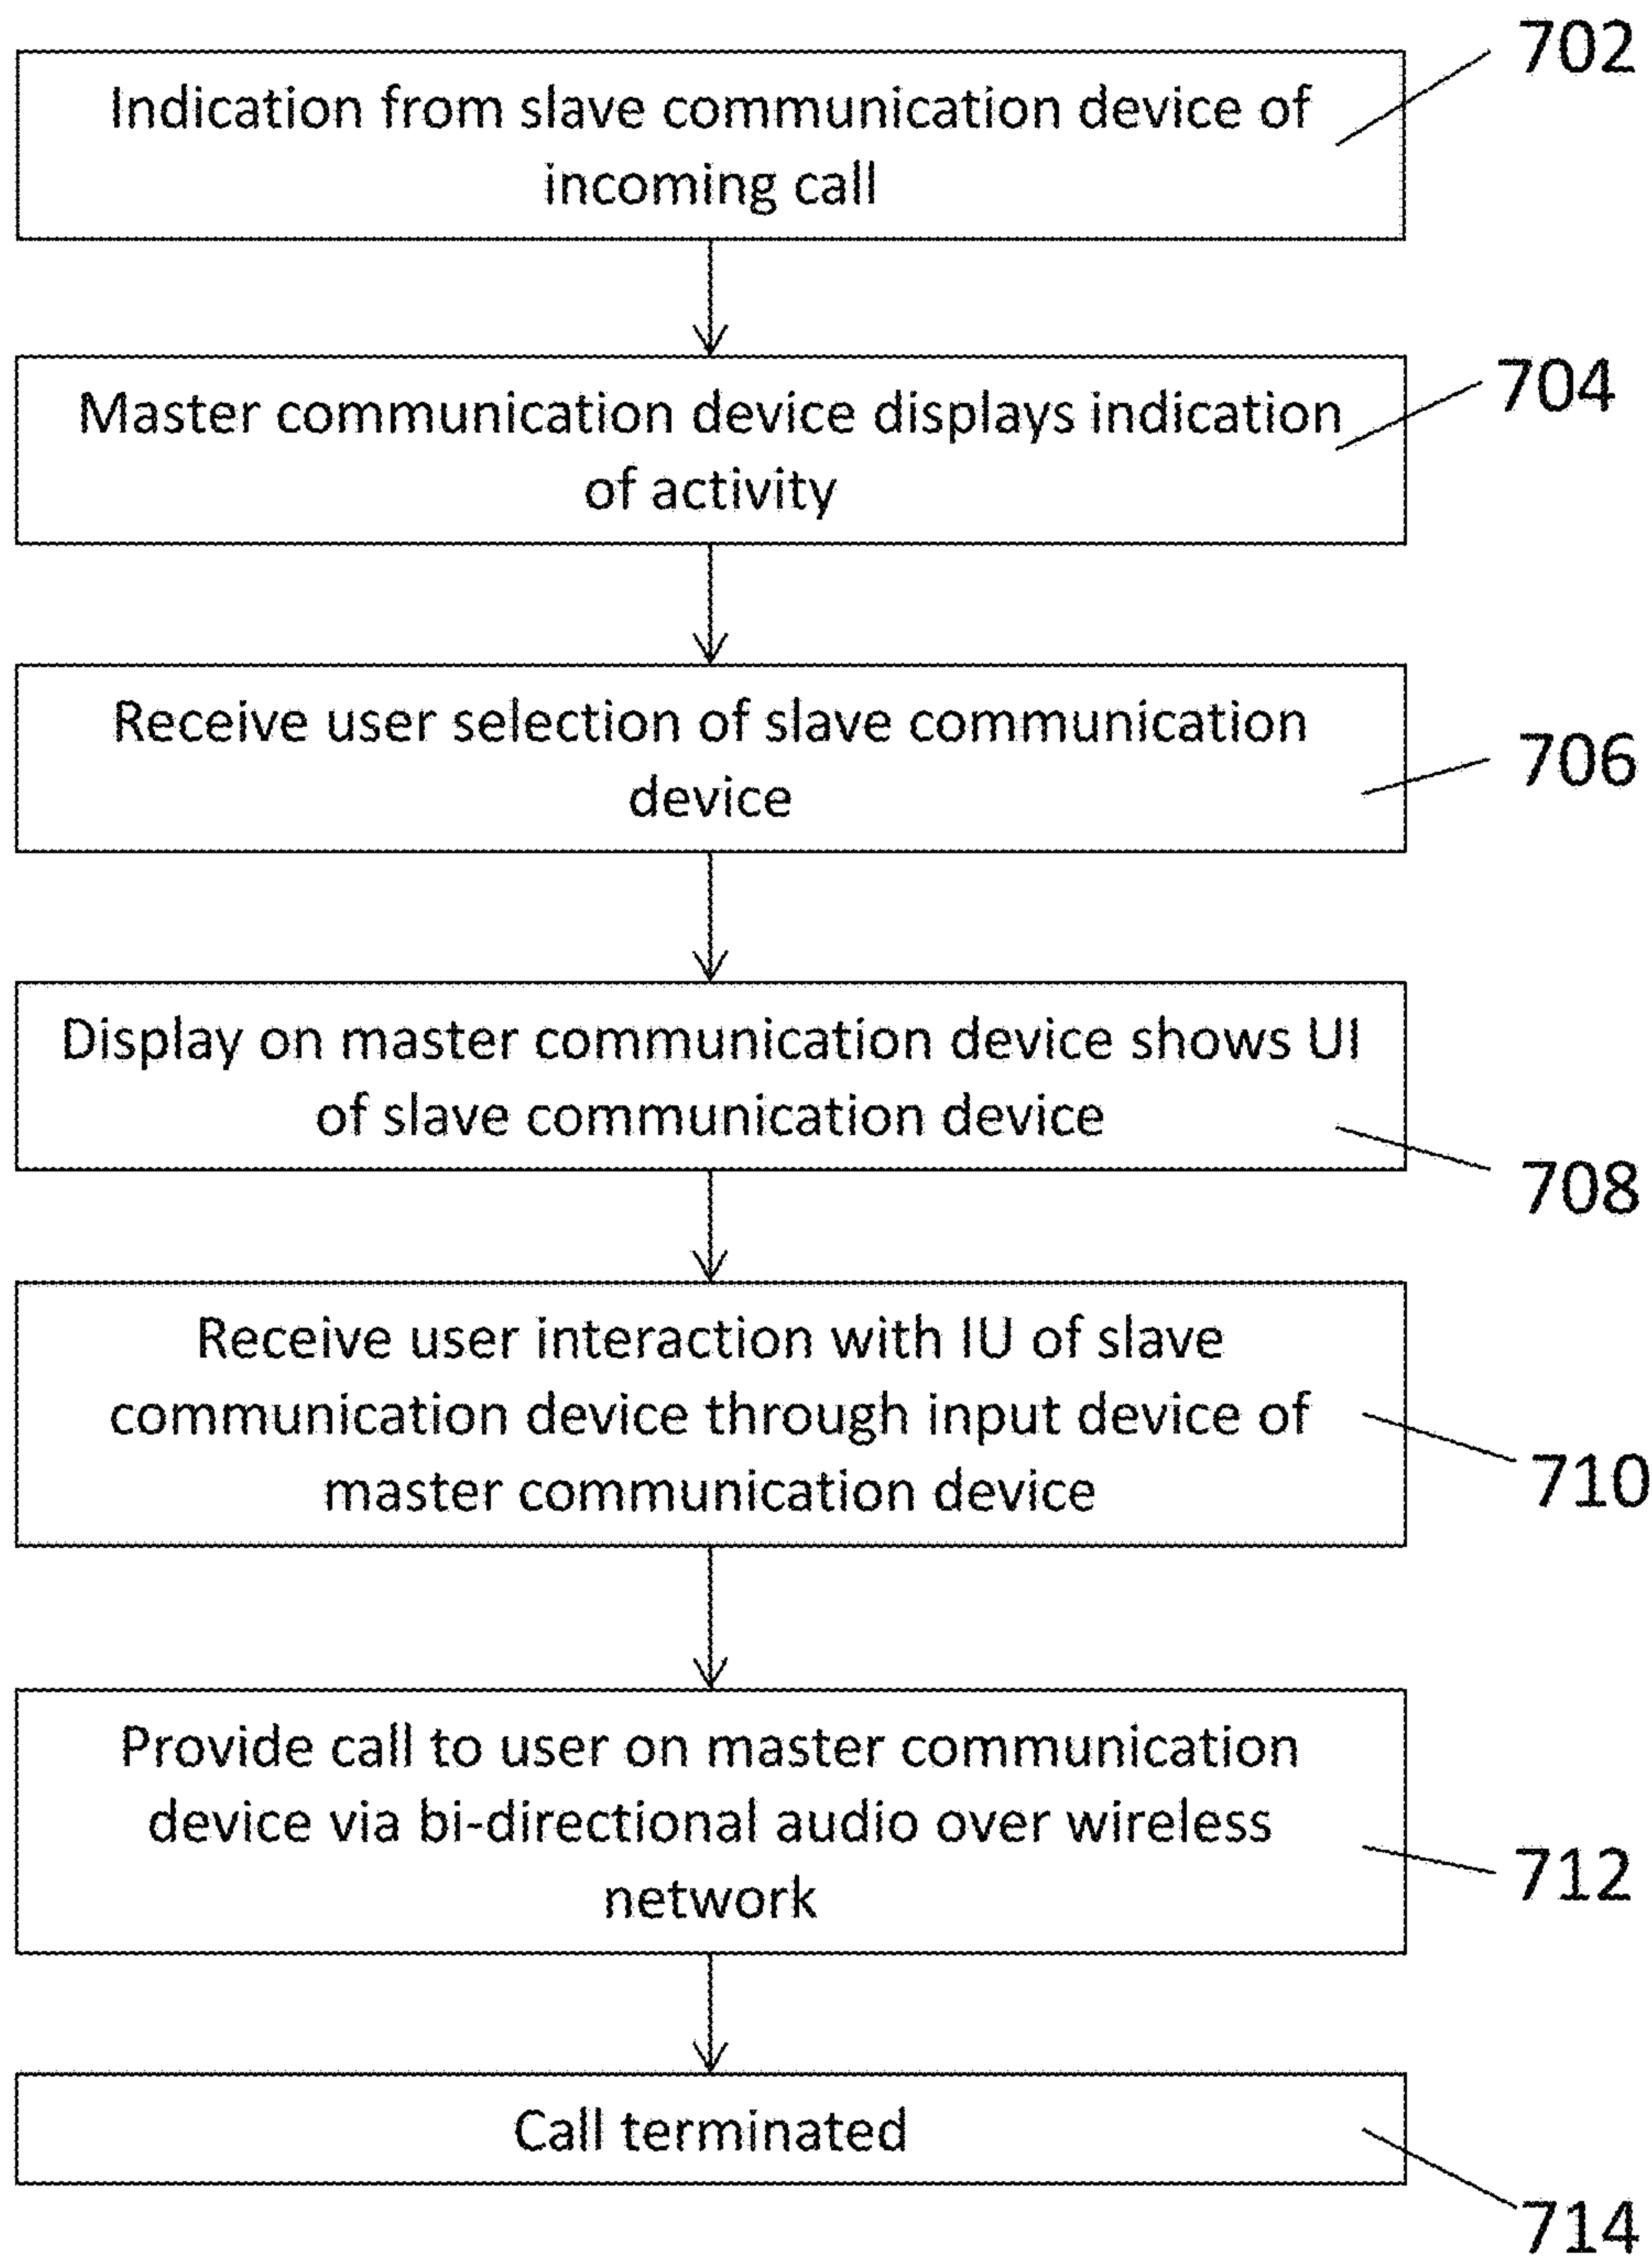 702
Indication from slave communication device of
incoming call
704
Master communication device displays indication
of activity
Receive user selection of slave communication
706
device
Display on master communication device shows UI
of slave communication device
708
Receive user interaction with IU of slave
communication device through input device of
710
master communication device
Provide call to user on master communication
device via bi-directional audio over wireless
712
network
Call terminated
714